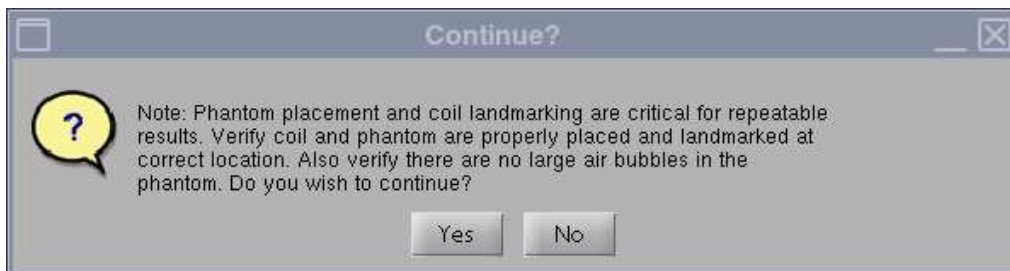 Continue?
?
Note: Phantom placement and coil landmarking are critical for repeatable
results. Verify coil and phantom are properly placed and landmarked at
correct location. Also verify there are no large air bubbles in the
phantom. Do you wish to continue?
Yes No